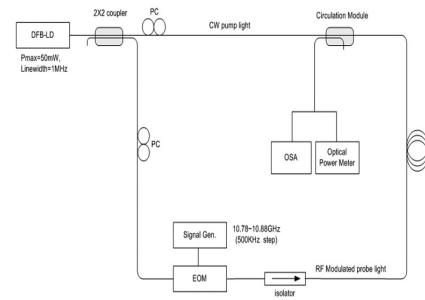 2X2 coupler
PC
CW pump light
Circulation Module
DFB-LD
Pmax=50mW,
Linewidth=1MHz
PC
OSA
Optical
Power Meter
Signal Gen.
10.78~10.88GHz
(500KHz step)
EOM
RF Modulated probe light
isolator